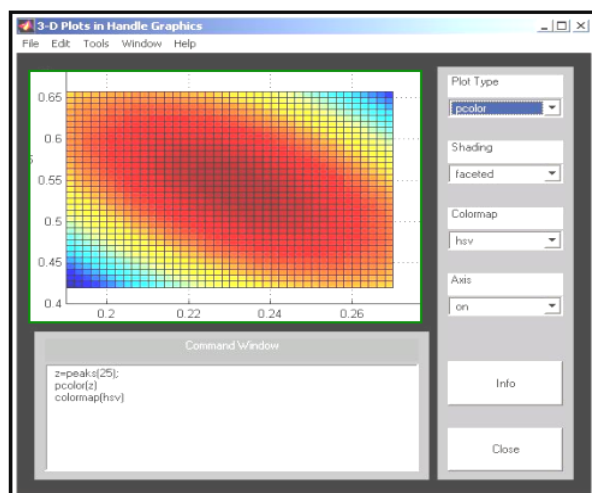 3-D Plots in Handle Graphics
File Edit Tools Window Help
0.65
0.6
0.55
0.5
0.45
0.4
0.2 0.22 0.24 0.26
Plot Type
pcolor
Shading
faceted
Colormap
hsv
Axis
on
Info
Close
Command Window
z=peaks(25);
pcolor(z)
colormap(hsv)